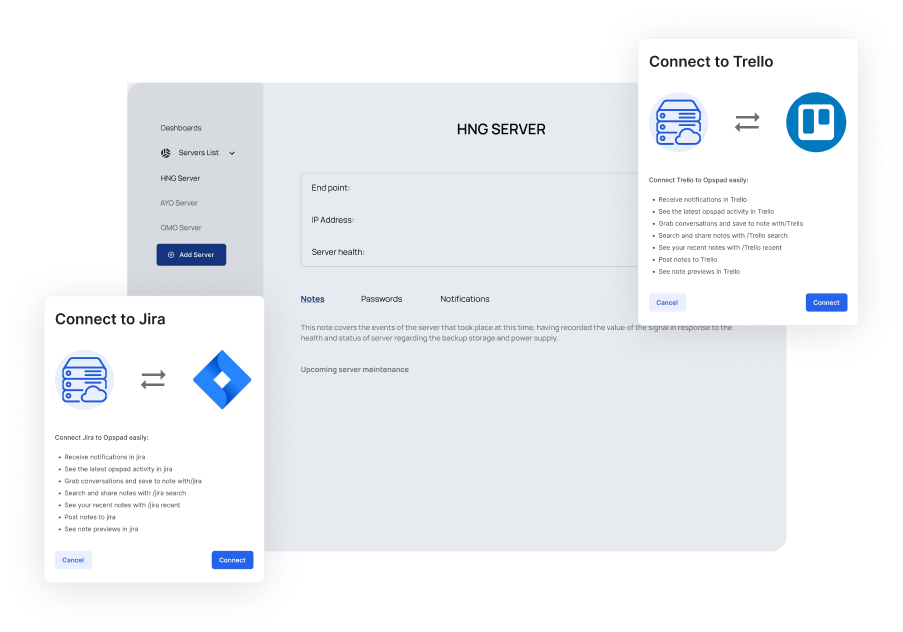 Connect to Trello
Connect Trello to Opspad easily:
Receive notifications in Trello
See the latest opspad activity in Trello
Grab conversations and save to note with/Trello
Search and share notes with /Trello search
See your recent notes with /Trello recent
Post notes to Trello
See note previews in Trello
Cancel
Connect
Dashboards
Servers List
HNG Server
AYO Server
OMO Server
Add Server
HNG SERVER
End point:
IP Address:
Server health:
Notes
Passwords
Notifications
This note covers the events of the server that took place at this time, having recorded the value of the signal in response to the
health and status of server regarding the backup storage and power supply.
Upcoming server maintenance
Connect to Jira
Connect Jira to Opspad easily:
Receive notifications in jira
See the latest opspad activity in jira
Grab conversations and save to note with/jira
Search and share notes with /jira search
See your recent notes with /jira recent
Post notes to jira
See note previews in jira
Cancel
Connect